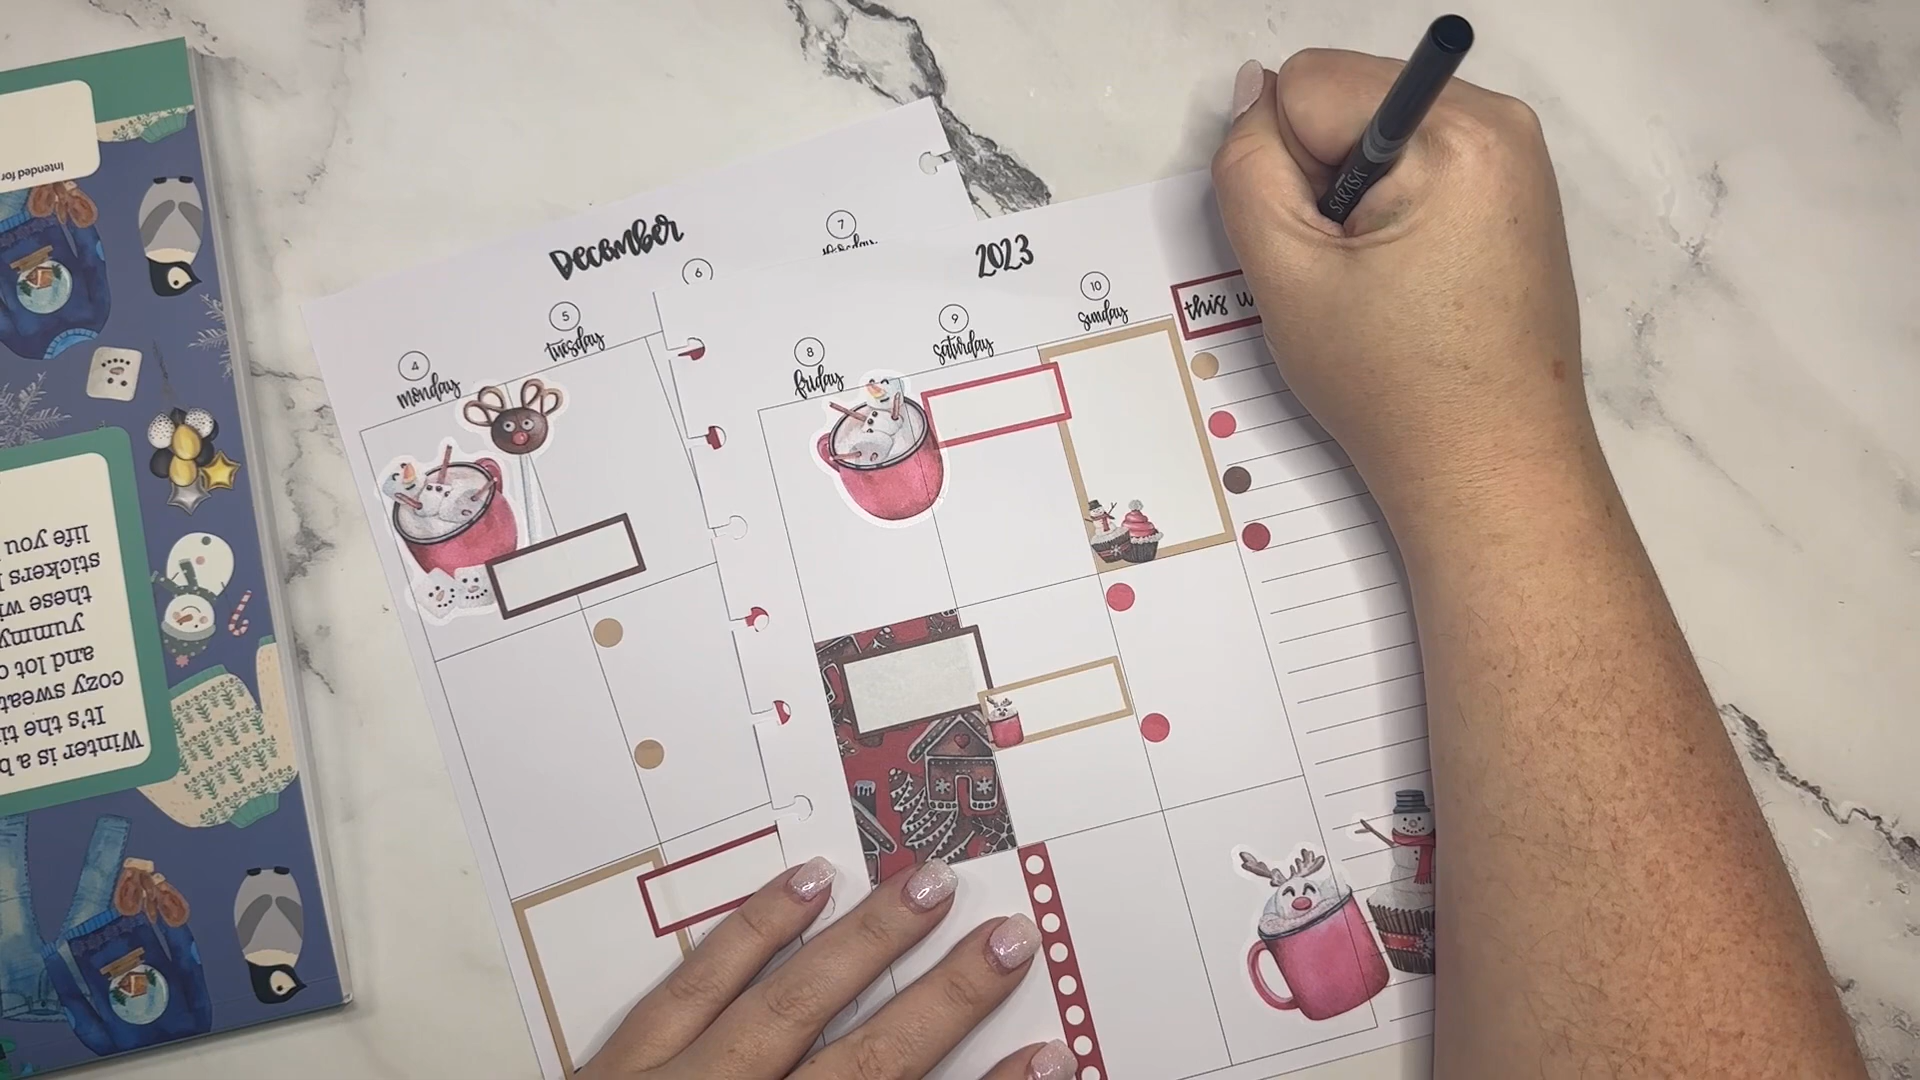 Intended for
life you
stickers
these wi
yummy
and lot
cozy sweat
It's the ti
Winter is a b
December
2023
4
monday
5
tuesday
6
7
8
friday
9
saturday
10
sunday
this w
SARASA